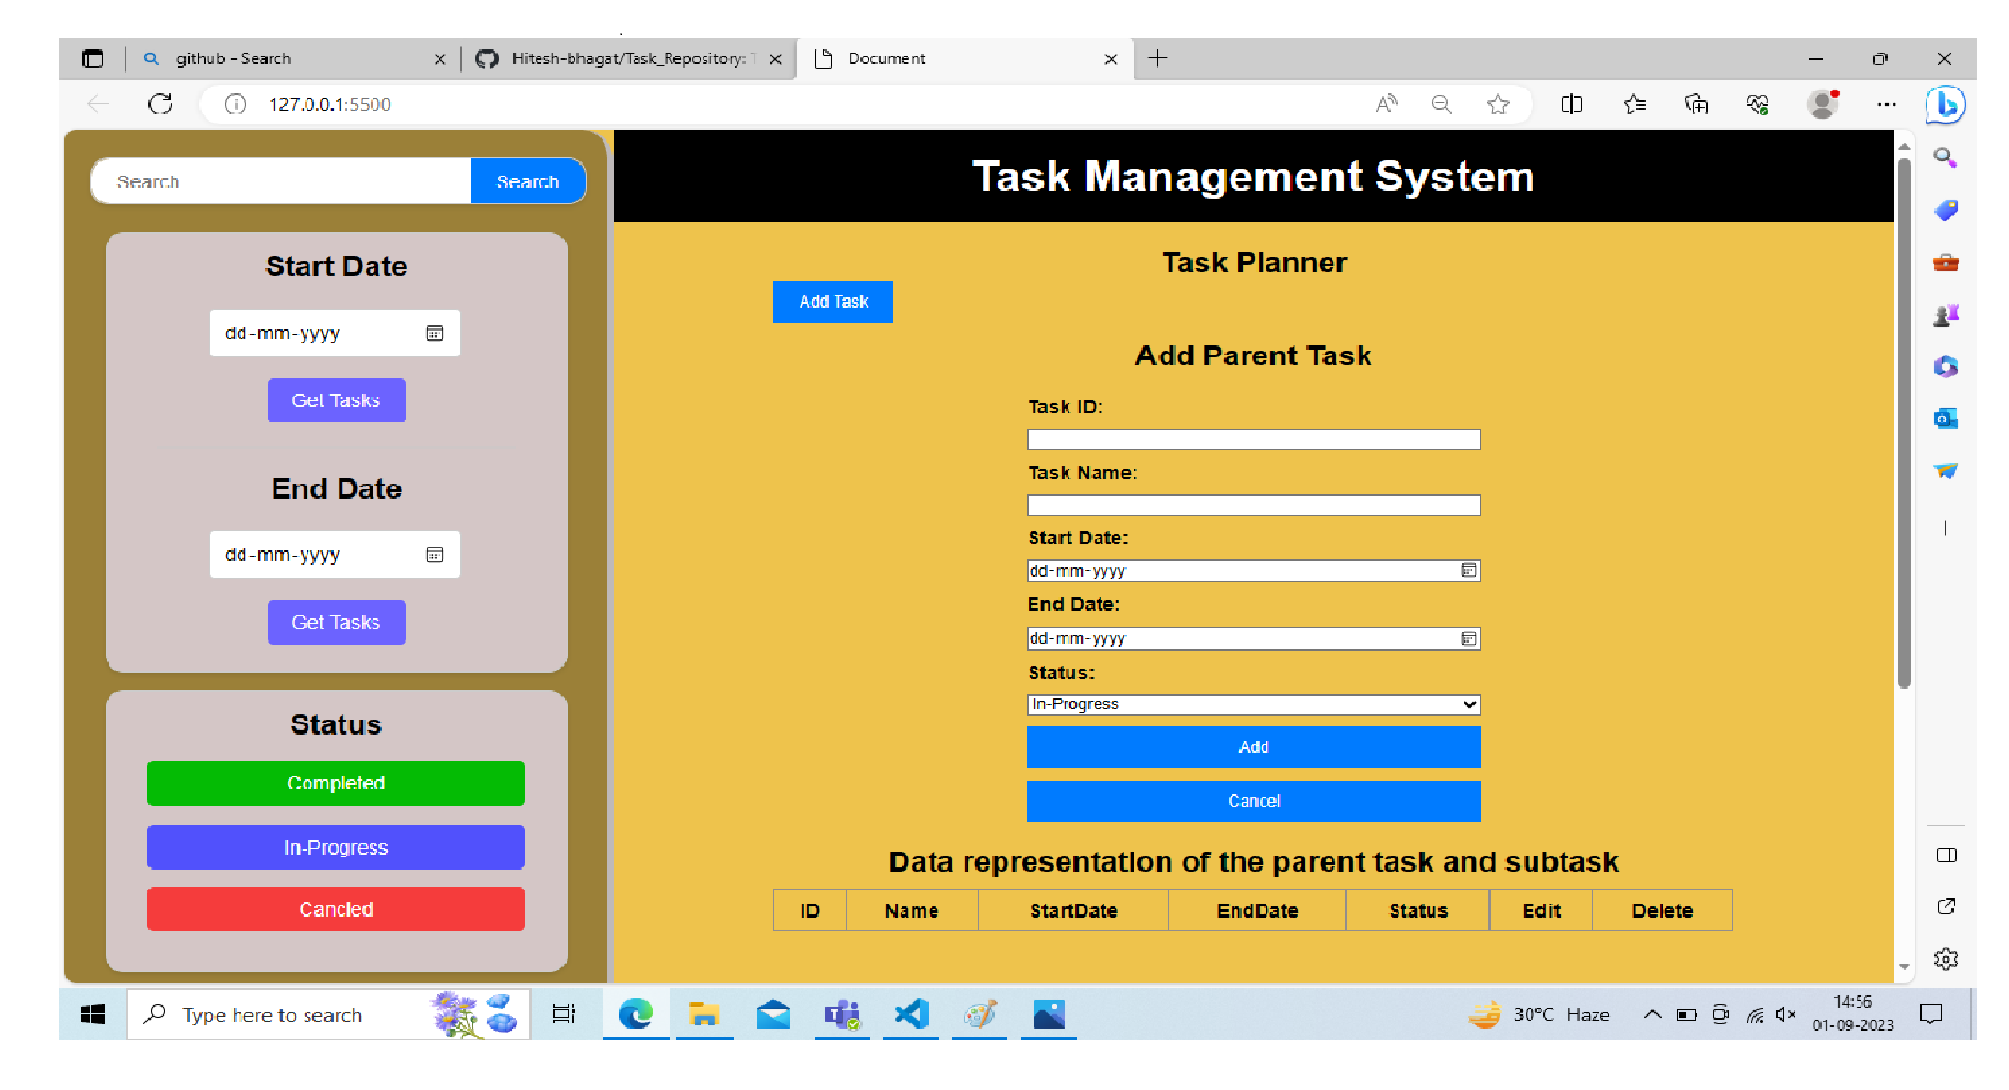 github - Search
Hitesh-bhagat/Task_Repository: T
Document
127.0.0.1:5500
Search
Search
Start Date
dd-mm-yyyy
Get Tasks
End Date
dd-mm-yyyy
Get Tasks
Status
Completed
In-Progress
Cancled
Task Management System
Task Planner
Add Task
Add Parent Task
Task ID:
Task Name:
Start Date:
dd-mm-yyyy
End Date:
dd-mm-yyyy
Status:
In-Progress
Add
Cancel
Data representation of the parent task and subtask
ID Name StartDate EndDate Status Edit Delete
Type here to search
30°C Haze
14:56
01-09-2023